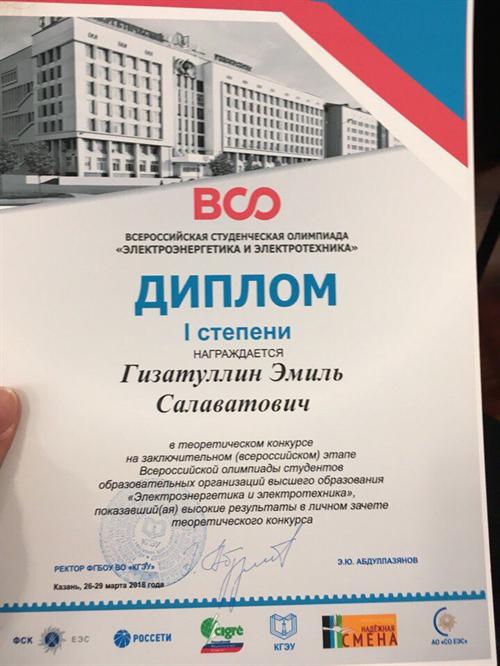 ВСО
ВСЕРОССИЙСКАЯ СТУДЕНЧЕСКАЯ ОЛИМПИАДА
«ЭЛЕКТРОЭНЕРГЕТИКА И ЭЛЕКТРОТЕХНИКА»
ДИПЛОМ
I степени
НАГРАЖДАЕТСЯ
Гизатуллин Эмиль
Салаватович
в теоретическом конкурсе
на заключительном (всероссийском) этапе
Всероссийской олимпиады студентов
образовательных организаций высшего образования
«Электроэнергетика и электротехника»,
показавший(ая) высокие результаты в личном зачете
теоретического конкурса
КГЭУ
РЕКТОР ФГБОУ ВО «КГЭУ» Э.Ю. АБДУЛЛАЗЯНОВ
Казань, 26-29 марта 2018 года
ФСК ЕЭС РОССЕТИ cigre КГЭУ НАДЁЖНАЯ СМЕНА АО «СО ЕЭС»